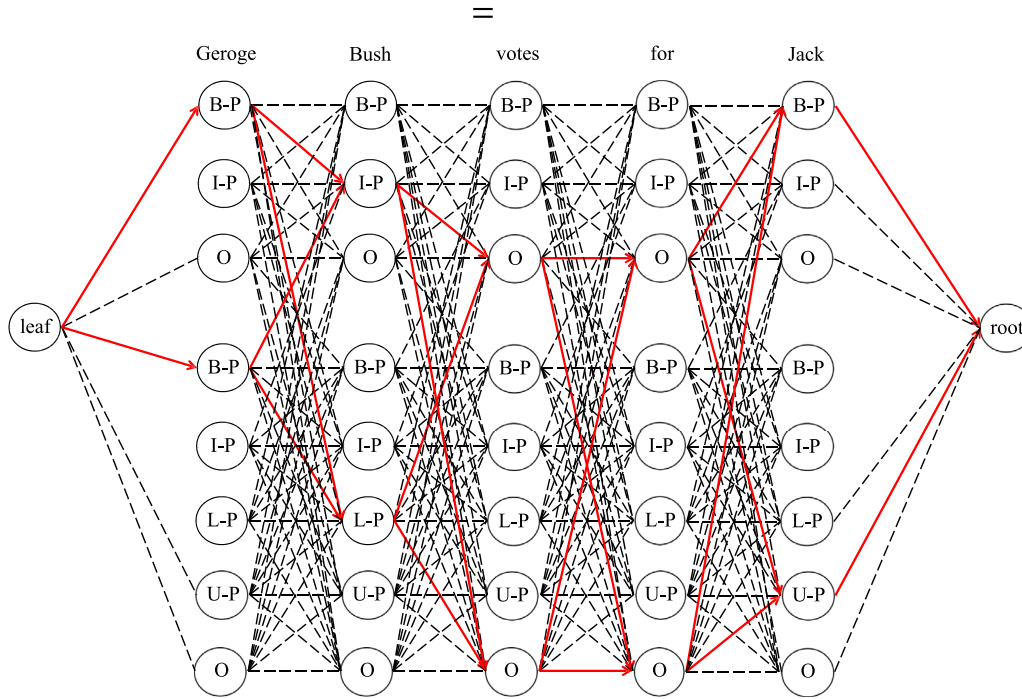 =
Geroge Bush votes for Jack
B-P B-P B-P B-P B-P
I-P I-P I-P I-P I-P
O O O O O
leaf root
B-P B-P B-P B-P B-P
I-P I-P I-P I-P I-P
L-P L-P L-P L-P L-P
U-P U-P U-P U-P U-P
O O O O O